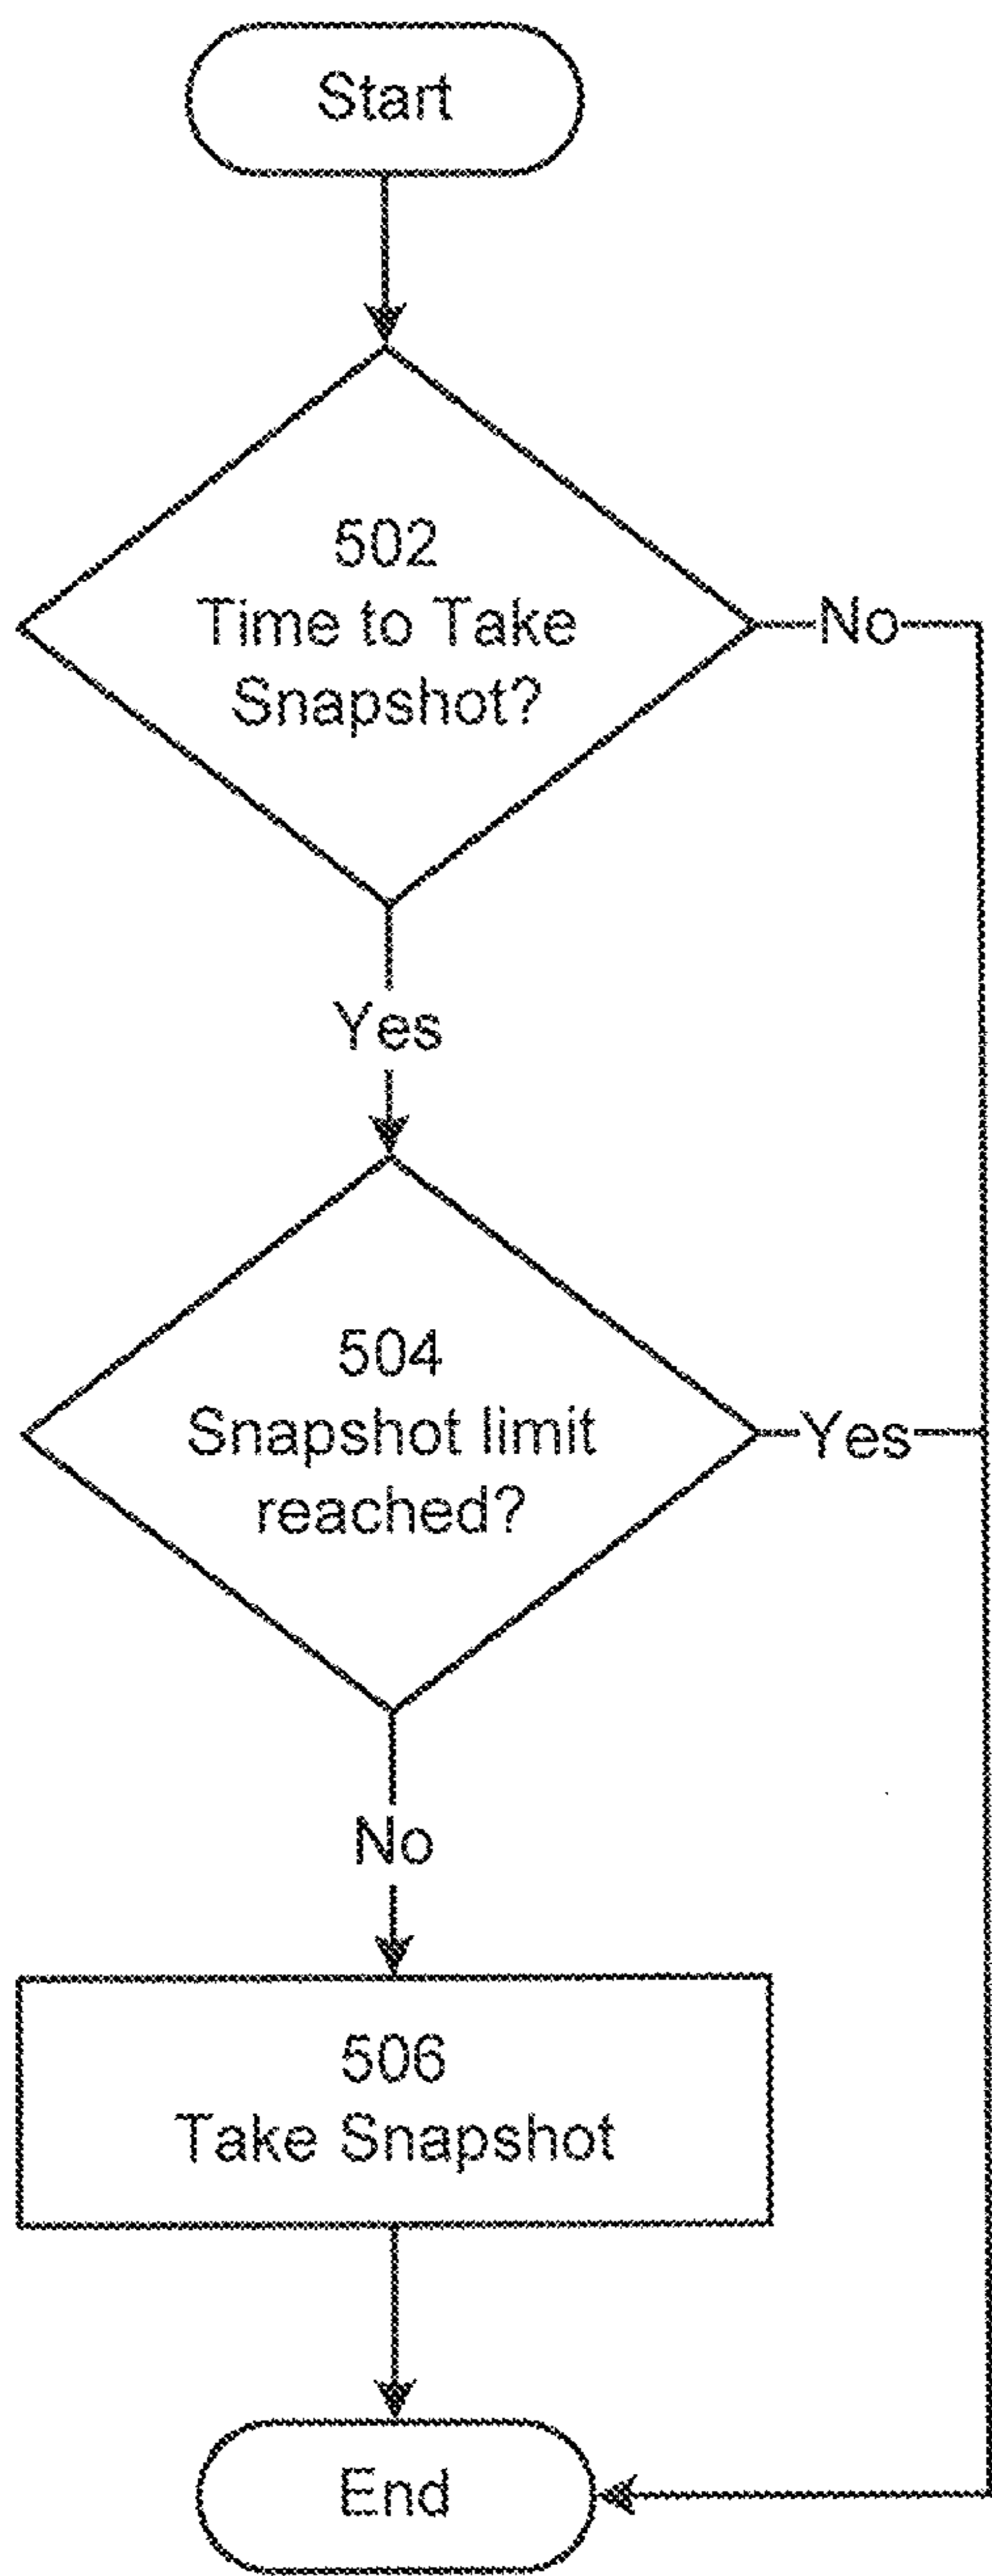 Start
502
Time to Take
Snapshot?
No
Yes
504
Snapshot limit
reached?
Yes
No
506
Take Snapshot
End